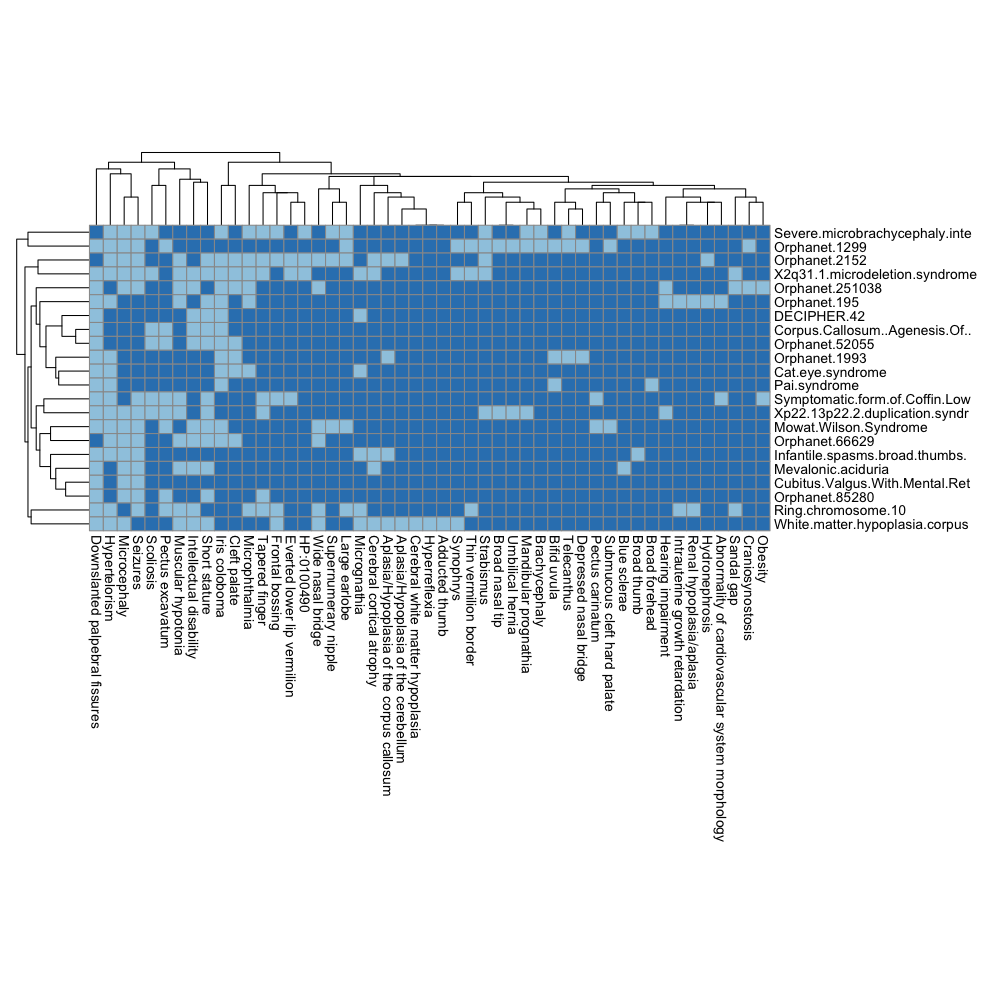 Severe.microbrachycephaly.inte
Orphanet.1299
Orphanet.2152
X2q31.1.microdeletion.syndrome
Orphanet.251038
Orphanet.195
DECIPHER.42
Corpus.Callosum..Agenesis.Of..
Orphanet.52055
Orphanet.1993
Cat.eye.syndrome
Pai.syndrome
Symptomatic.form.of.Coffin.Low
Xp22.13p22.2.duplication.syndr
Mowat.Wilson.Syndrome
Orphanet.66629
Infantile.spasms.broad.thumbs.
Mevalonic.aciduria
Cubitus.Valgus.With.Mental.Ret
Orphanet.85280
Ring.chromosome.10
White.matter.hypoplasia.corpus
Downslanted palpebral fissures
Hypertelorism
Microcephaly
Seizures
Scoliosis
Pectus excavatum
Muscular hypotonia
Intellectual disability
Short stature
Iris coloboma
Cleft palate
Microphthalmia
Tapered finger
Frontal bossing
Everted lower lip vermilion
HP:0100490
Wide nasal bridge
Supernumerary nipple
Large earlobe
Micrognathia
Cerebral cortical atrophy
Aplasia/Hypoplasia of the corpus callosum
Aplasia/Hypoplasia of the cerebellum
Cerebral white matter hypoplasia
Hyperreflexia
Adducted thumb
Synophrys
Thin vermilion border
Strabismus
Broad nasal tip
Umbilical hernia
Mandibular prognathia
Brachycephaly
Bifid uvula
Telecanthus
Depressed nasal bridge
Pectus carinatum
Submucous cleft hard palate
Blue sclerae
Broad thumb
Broad forehead
Hearing impairment
Intrauterine growth retardation
Renal hypoplasia/aplasia
Hydronephrosis
Abnormality of cardiovascular system morphology
Sandal gap
Craniosynostosis
Obesity